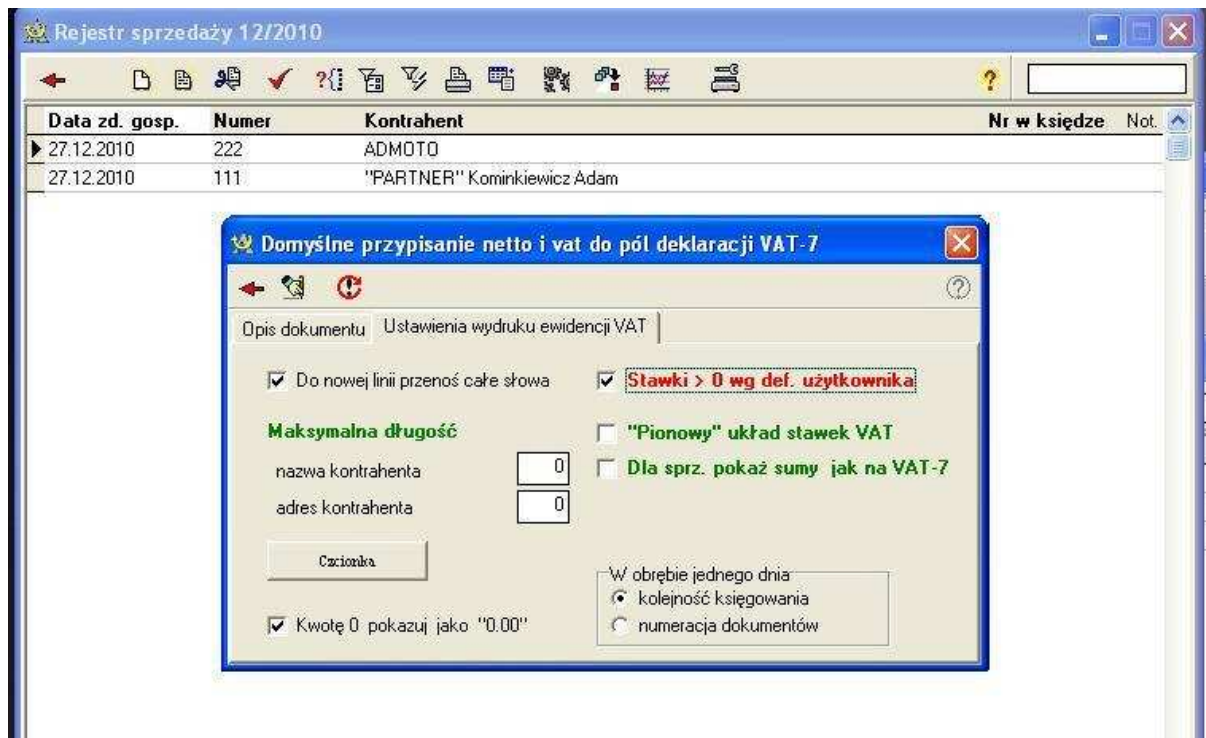 Rejestr sprzedaży 12/2010
Data zd. gosp. Numer Kontrahent Nr w księdze Not.
27.12.2010 222 ADMOTO
27.12.2010 111 "PARTNER" Kominkiewicz Adam
Domyślne przypisanie netto i vat do pól deklaracji VAT-7
Opis dokumentu Ustawienia wydruku ewidencji VAT
Do nowej linii przenoś całe słowa Stawki > 0 wg def. użytkownika
Maksymalna długość "Pionowy" układ stawek VAT
nazwa kontrahenta 0 Dla sprz. pokaż sumy jak na VAT-7
adres kontrahenta 0
Czcionka
W obrębie jednego dnia
kolejność księgowania
Kwotę 0 pokazuj jako "0.00" numeracja dokumentów